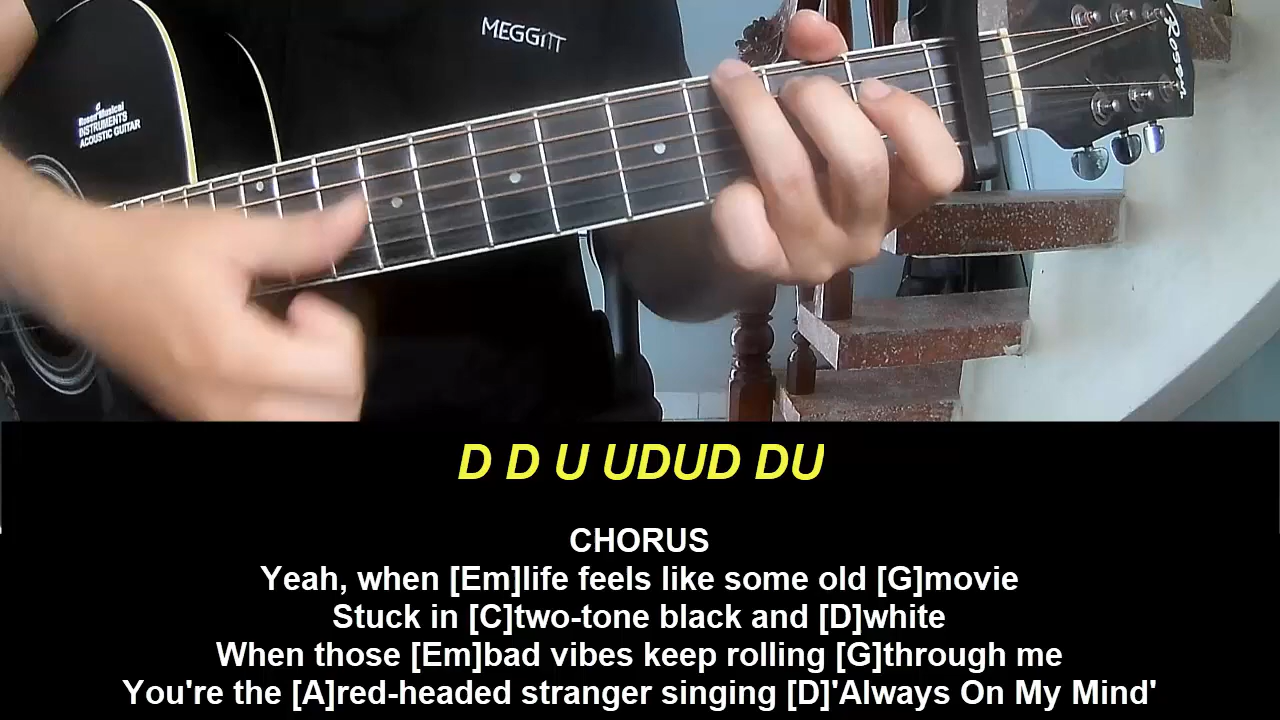 MEGGITT
Rosen
Rosen Musical
INSTRUMENTS
ACOUSTIC GUITAR
D D U UDUD DU
CHORUS
Yeah, when [Em]life feels like some old [G]movie
Stuck in [C]two-tone black and [D]white
When those [Em]bad vibes keep rolling [G]through me
You're the [A]red-headed stranger singing [D]'Always On My Mind'